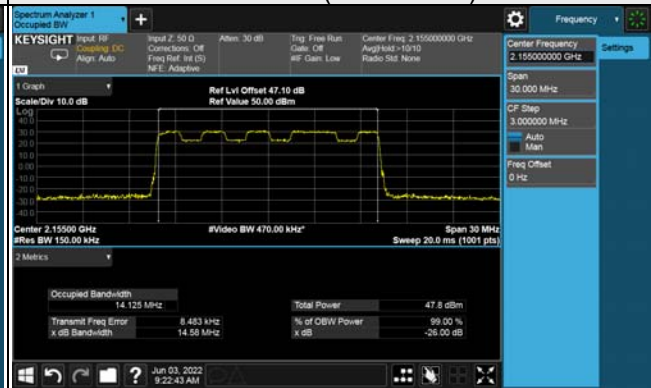 Spectrum Analyzer 1
Occupied BW
Frequency
KEYSIGHT
Input: RF
Coupling: DC
Align: Auto
Input Z: 50 Ω
Corrections: Off
Freq Ref: Int (S)
NFE: Adaptive
Atten: 30 dB
Trig: Free Run
Gate: Off
#IF Gain: Low
Center Freq: 2.155000000 GHz
Avg|Hold:>10/10
Radio Std: None
Center Frequency
2.155000000 GHz
Settings
Span
30.000 MHz
CF Step
3.000000 MHz
Auto
Man
Freq Offset
0 Hz
1 Graph
Scale/Div 10.0 dB
Ref Lvl Offset 47.10 dB
Ref Value 50.00 dBm
Log
40.0
30.0
20.0
10.0
0.00
-10.0
-20.0
-30.0
-40.0
Center 2.15500 GHz
#Res BW 150.00 kHz
#Video BW 470.00 kHz*
Span 30 MHz
Sweep 20.0 ms (1001 pts)
2 Metrics
Occupied Bandwidth
14.125 MHz
Total Power 47.8 dBm
Transmit Freq Error 8.483 kHz
% of OBW Power 99.00 %
x dB Bandwidth 14.58 MHz
x dB -26.00 dB
Jun 03, 2022
9:22:43 AM